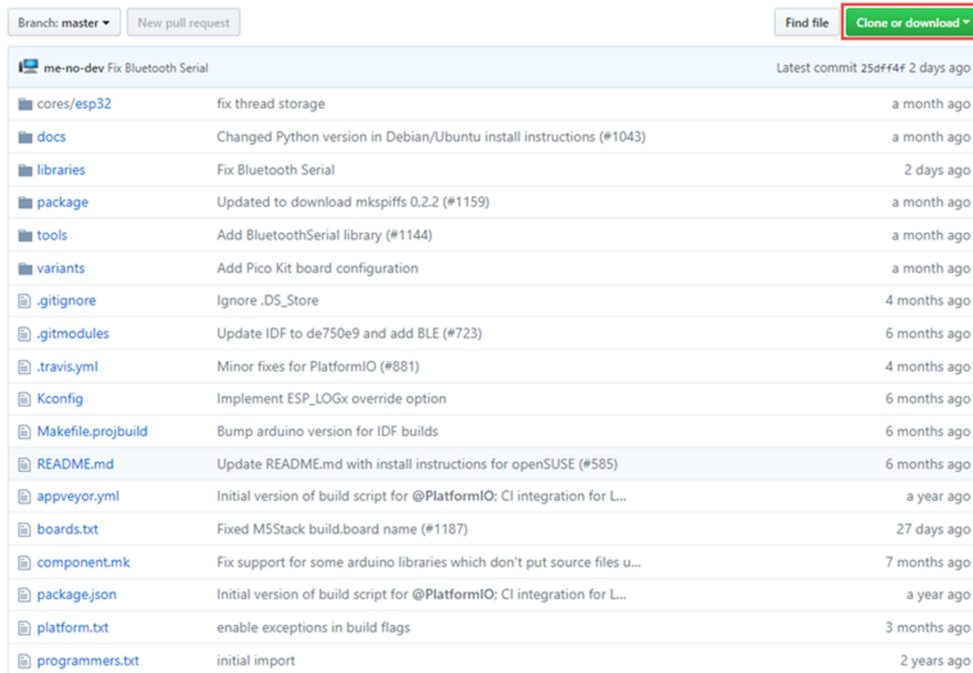 Branch: master New pull request Find file Clone or download
me-no-dev Fix Bluetooth Serial Latest commit 25dff4f 2 days ago
cores/esp32 fix thread storage a month ago
docs Changed Python version in Debian/Ubuntu install instructions (#1043) a month ago
libraries Fix Bluetooth Serial 2 days ago
package Updated to download mkspiffs 0.2.2 (#1159) a month ago
tools Add BluetoothSerial library (#1144) a month ago
variants Add Pico Kit board configuration a month ago
.gitignore Ignore .DS_Store 4 months ago
.gitmodules Update IDF to de750e9 and add BLE (#723) 6 months ago
.travis.yml Minor fixes for PlatformIO (#881) 4 months ago
Kconfig Implement ESP_LOGx override option 6 months ago
Makefile.projbuild Bump arduino version for IDF builds 6 months ago
README.md Update README.md with install instructions for openSUSE (#585) 6 months ago
appveyor.yml Initial version of build script for @PlatformIO; CI integration for L... a year ago
boards.txt Fixed M5Stack build.board name (#1187) 27 days ago
component.mk Fix support for some arduino libraries which don't put source files u... 7 months ago
package.json Initial version of build script for @PlatformIO; CI integration for L... a year ago
platform.txt enable exceptions in build flags 3 months ago
programmers.txt initial import 2 years ago